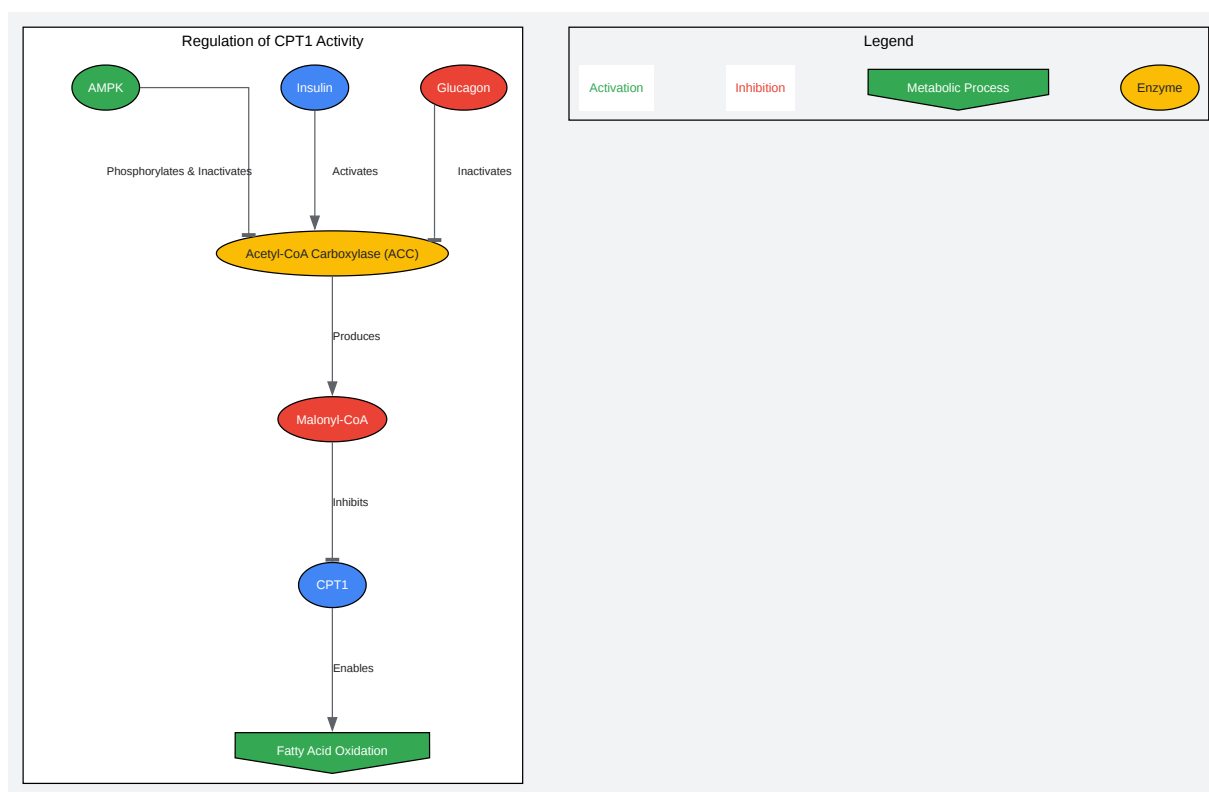 Regulation of CPT1 Activity
AMPK
Insulin
Glucagon
Phosphorylates & Inactivates
Activates
Inactivates
Acetyl-CoA Carboxylase (ACC)
Produces
Malonyl-CoA
Inhibits
CPT1
Enables
Fatty Acid Oxidation
Legend
Activation
Inhibition
Metabolic Process
Enzyme